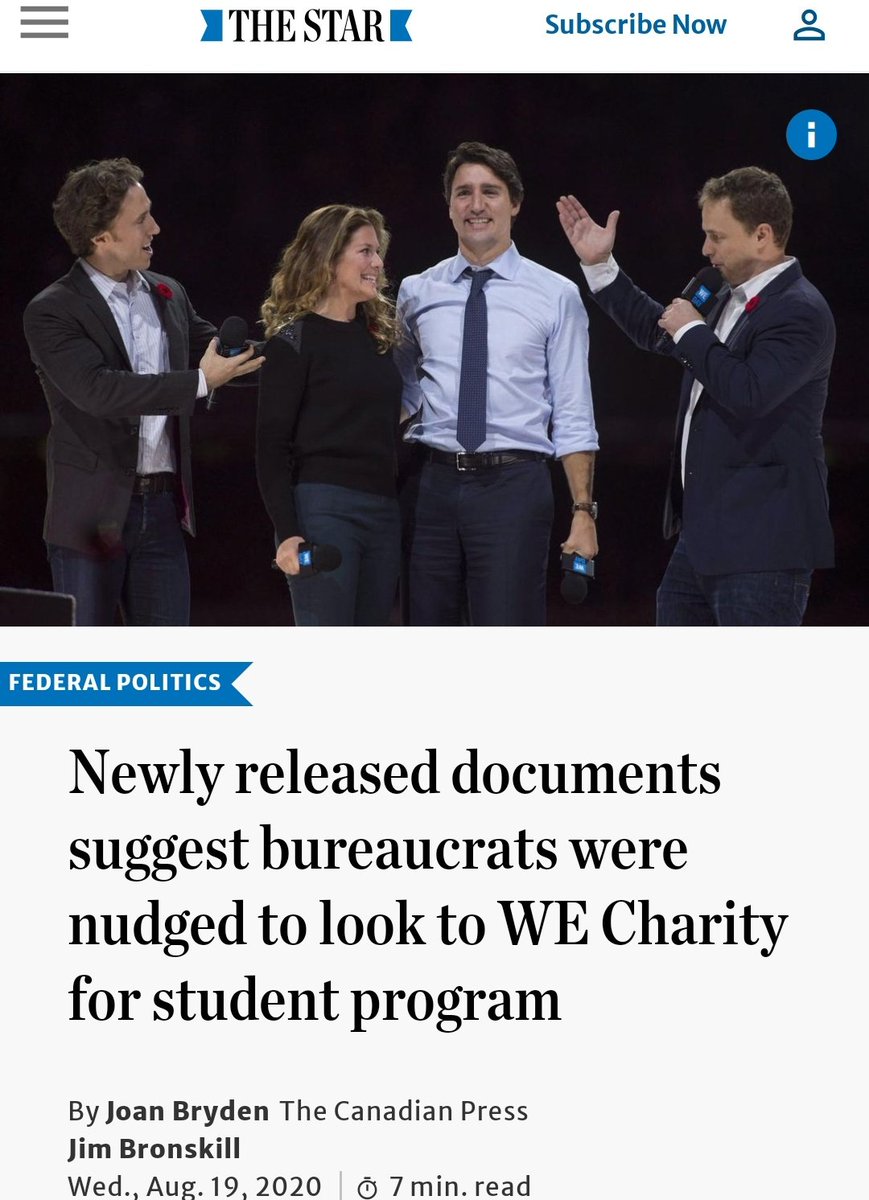 THE STAR
Subscribe Now
i
WE
FEDERAL POLITICS
Newly released documents
suggest bureaucrats were
nudged to look to WE Charity
for student program
By Joan Bryden The Canadian Press
Jim Bronskill
Wed., Aug. 19, 2020 | 7 min. read